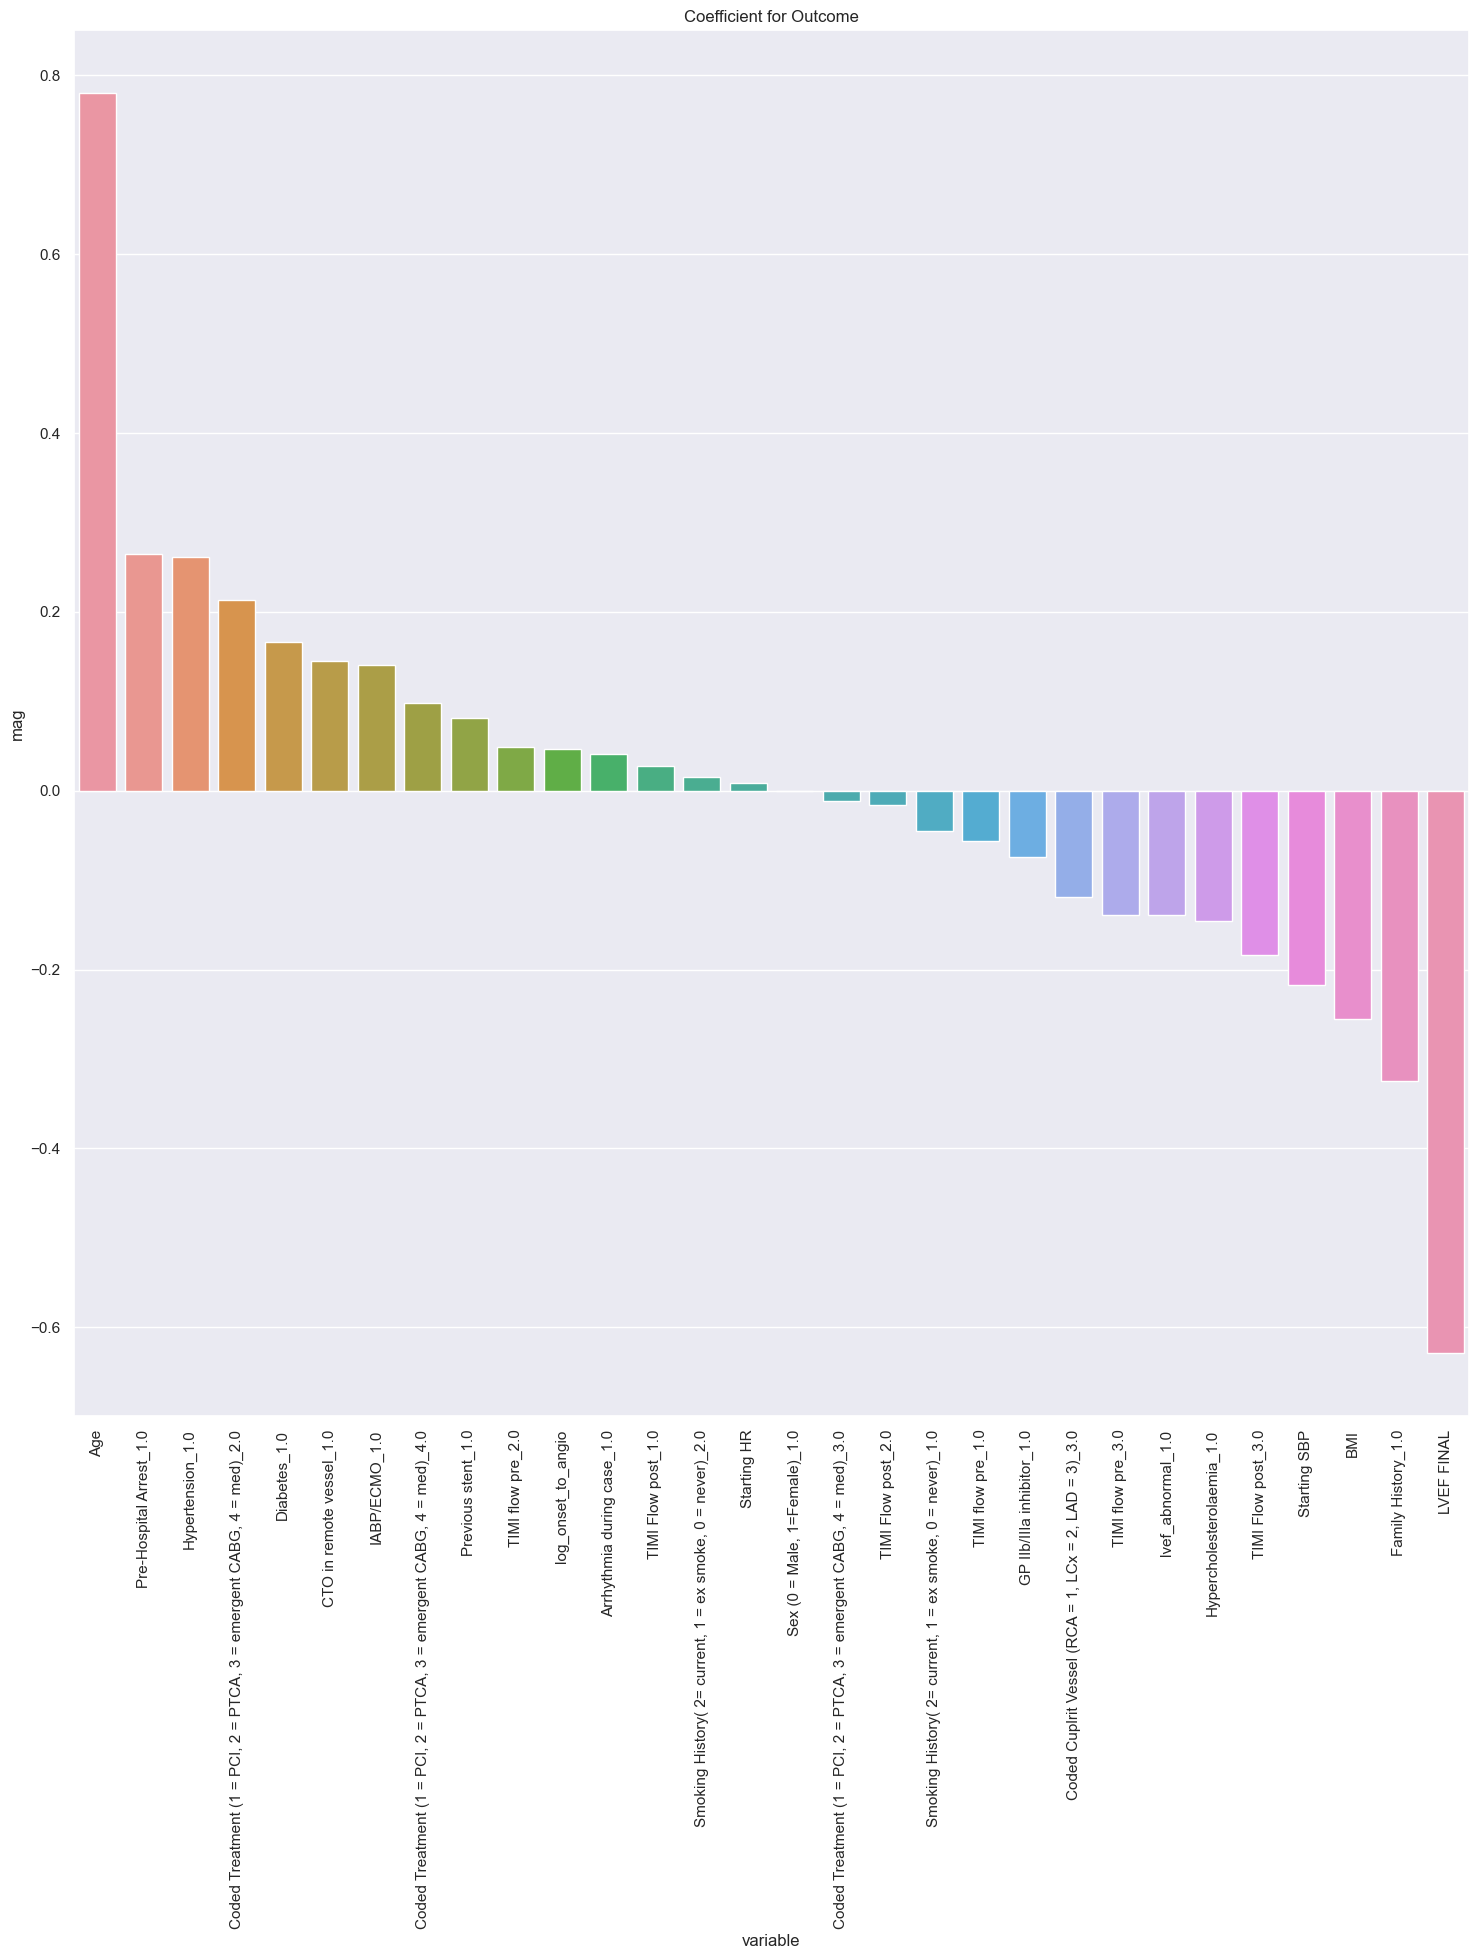 Coefficient for Outcome
mag
0.8
0.6
0.4
0.2
0.0
−0.2
−0.4
−0.6
Age
Pre-Hospital Arrest_1.0
Hypertension_1.0
Coded Treatment (1 = PCI, 2 = PTCA, 3 = emergent CABG, 4 = med)_2.0
Diabetes_1.0
CTO in remote vessel_1.0
IABP/ECMO_1.0
Coded Treatment (1 = PCI, 2 = PTCA, 3 = emergent CABG, 4 = med)_4.0
Previous stent_1.0
TIMI flow pre_2.0
log_onset_to_angio
Arrhythmia during case_1.0
TIMI Flow post_1.0
Smoking History( 2= current, 1 = ex smoke, 0 = never)_2.0
Starting HR
Sex (0 = Male, 1=Female)_1.0
Coded Treatment (1 = PCI, 2 = PTCA, 3 = emergent CABG, 4 = med)_3.0
TIMI Flow post_2.0
Smoking History( 2= current, 1 = ex smoke, 0 = never)_1.0
TIMI flow pre_1.0
GP IIb/IIIa inhibitor_1.0
Coded Cuplrit Vessel (RCA = 1, LCx = 2, LAD = 3)_3.0
TIMI flow pre_3.0
lvef_abnormal_1.0
Hypercholesterolaemia_1.0
TIMI Flow post_3.0
Starting SBP
BMI
Family History_1.0
LVEF FINAL
variable